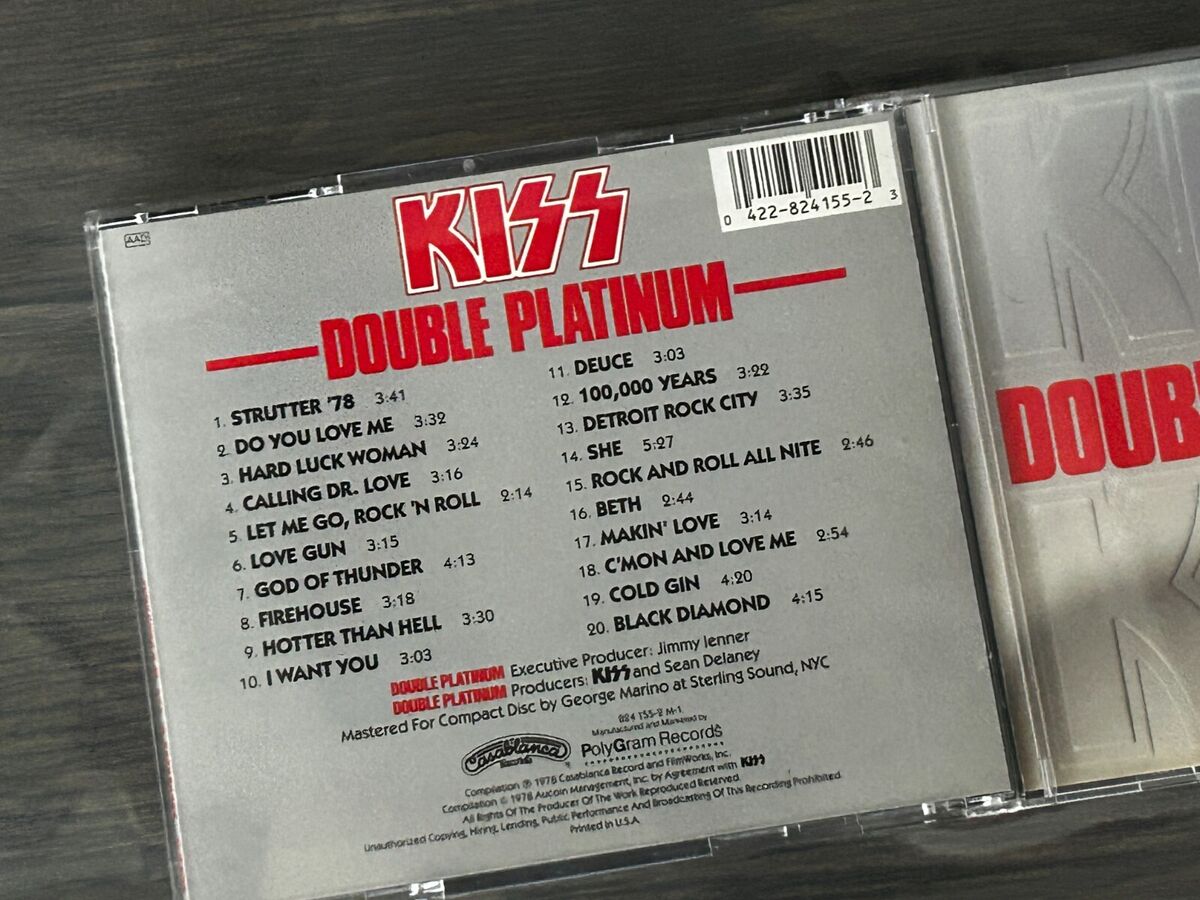 AAD
KISS
0 422-824155-2 3
DOUBLE PLATINUM
1. STRUTTER '78 3:41
2. DO YOU LOVE ME 3:32
3. HARD LUCK WOMAN 3:24
4. CALLING DR. LOVE 3:16
5. LET ME GO, ROCK 'N ROLL 2:14
6. LOVE GUN 3:15
7. GOD OF THUNDER 4:13
8. FIREHOUSE 3:18
9. HOTTER THAN HELL 3:30
10. I WANT YOU 3:03
11. DEUCE 3:03
12. 100,000 YEARS 3:22
13. DETROIT ROCK CITY 3:35
14. SHE 5:27
15. ROCK AND ROLL ALL NITE 2:46
16. BETH 2:44
17. MAKIN' LOVE 3:14
18. C'MON AND LOVE ME 2:54
19. COLD GIN 4:20
20. BLACK DIAMOND 4:15
DOUBLE PLATINUM Executive Producer: Jimmy Ienner
DOUBLE PLATINUM Producers: KISS and Sean Delaney
Mastered For Compact Disc by George Marino at Sterling Sound, NYC
Casablanca
Records
824 155-2 M-1
Manufactured and Marketed by
PolyGram Records
Compilation ℗ 1978 Casablanca Record and FilmWorks, Inc.
Compilation © 1978 Aucoin Management, Inc. by Agreement with KISS
All Rights Of The Producer Of The Work Reproduced Reserved
Unauthorized Copying, Hiring, Lending, Public Performance And Broadcasting Of This Recording Prohibited
Printed in U.S.A.
K
DOUB
K